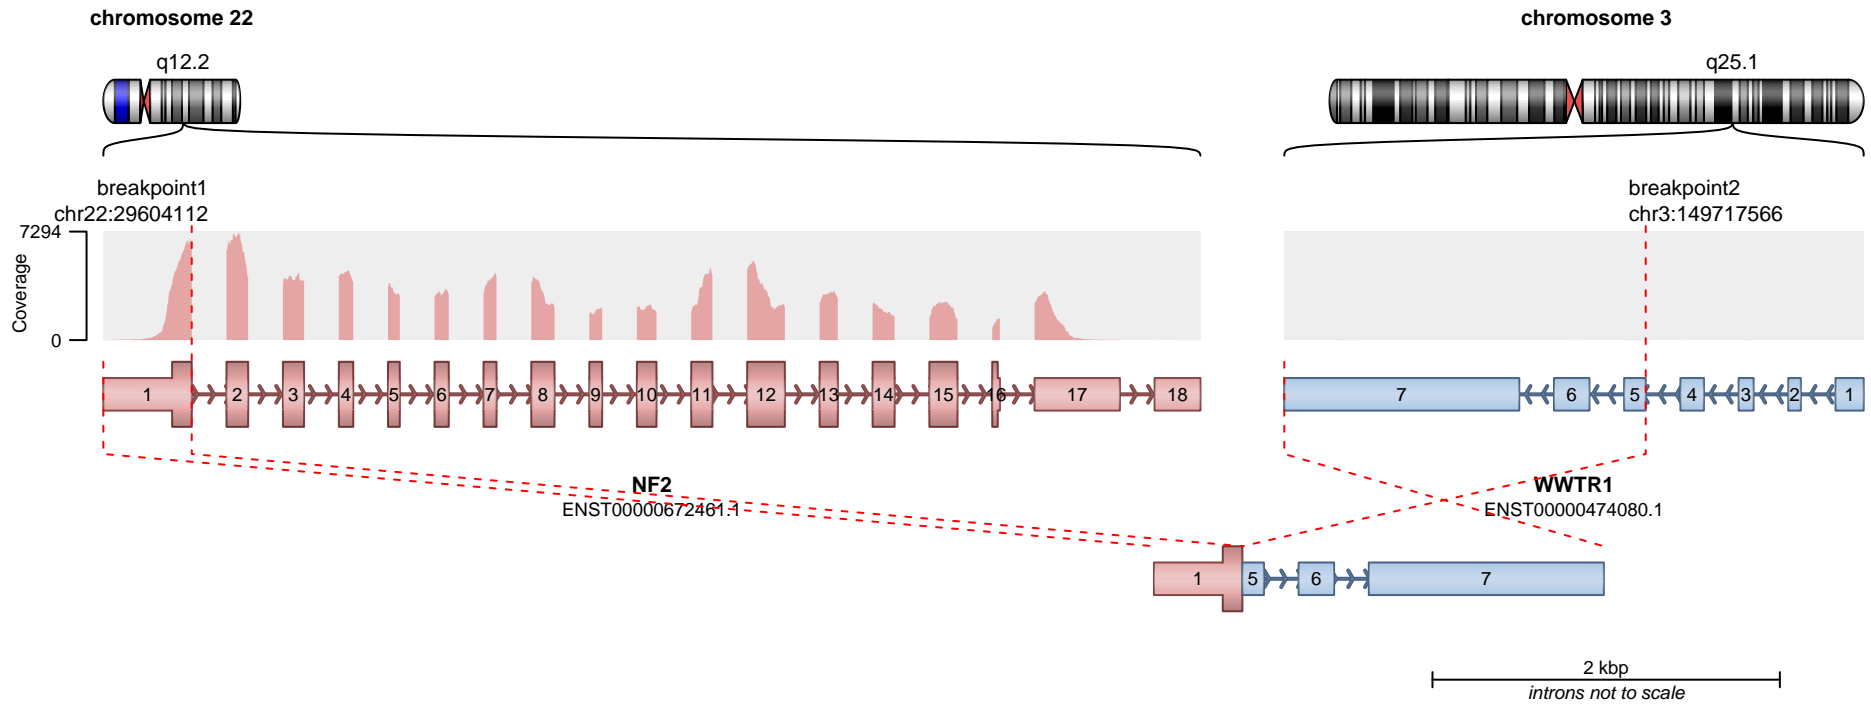 chromosome 22
chromosome 3
q12.2
q25.1
breakpoint1
chr22:29604112
breakpoint2
chr3:149717566
7294
Coverage
0
1 2 3 4 5 6 7 8 9 10 11 12 13 14 15 16 17 18
7 6 5 4 3 2 1
NF2
ENST00000672461.1
WWTR1
ENST00000474080.1
1 5 6 7
2 kbp
introns not to scale